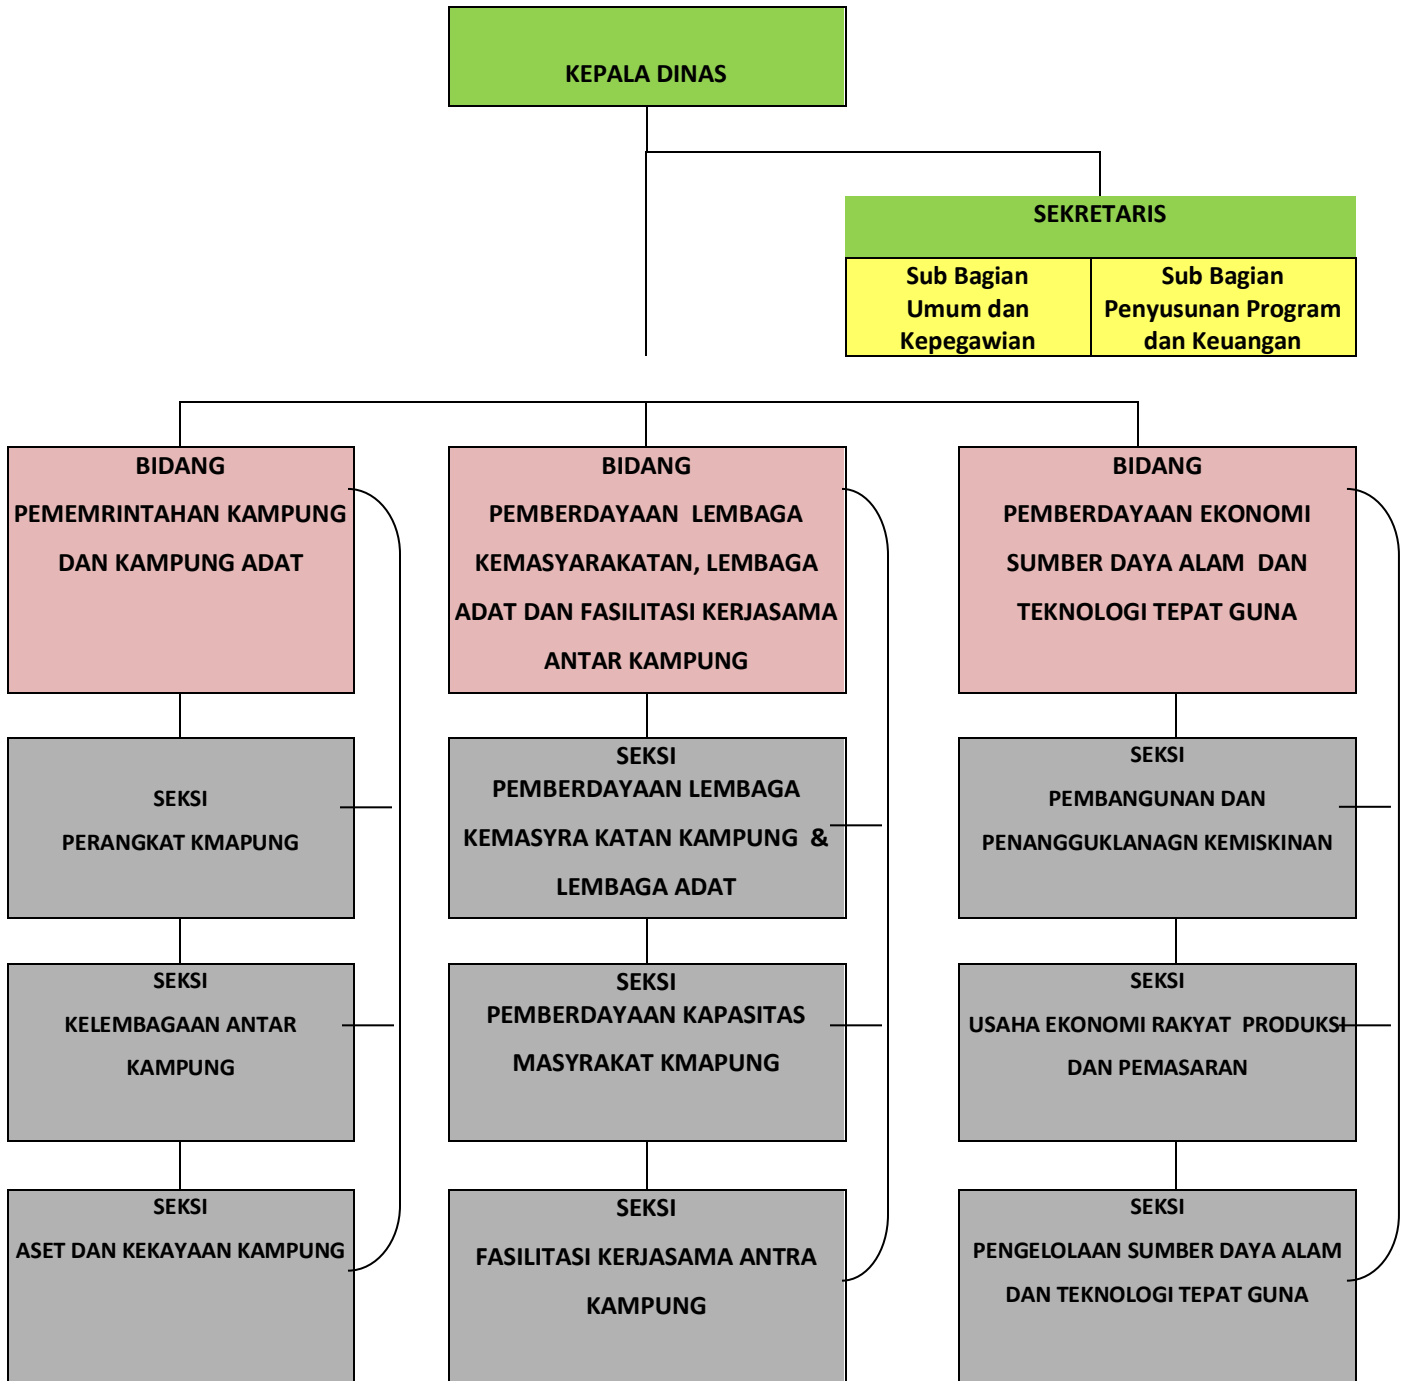 KEPALA DINAS
SEKRETARIS
Sub Bagian
Umum dan
Kepegawian
Sub Bagian
Penyusunan Program
dan Keuangan
BIDANG
PEMEMRINTAHAN KAMPUNG
DAN KAMPUNG ADAT
BIDANG
PEMBERDAYAAN LEMBAGA
KEMASYARAKATAN, LEMBAGA
ADAT DAN FASILITASI KERJASAMA
ANTAR KAMPUNG
BIDANG
PEMBERDAYAAN EKONOMI
SUMBER DAYA ALAM DAN
TEKNOLOGI TEPAT GUNA
SEKSI
PERANGKAT KMAPUNG
SEKSI
PEMBERDAYAAN LEMBAGA
KEMASYRA KATAN KAMPUNG &
LEMBAGA ADAT
SEKSI
PEMBANGUNAN DAN
PENANGGUKLANAGN KEMISKINAN
SEKSI
KELEMBAGAAN ANTAR
KAMPUNG
SEKSI
PEMBERDAYAAN KAPASITAS
MASYRAKAT KMAPUNG
SEKSI
USAHA EKONOMI RAKYAT PRODUKSI
DAN PEMASARAN
SEKSI
ASET DAN KEKAYAAN KAMPUNG
SEKSI
FASILITASI KERJASAMA ANTRA
KAMPUNG
SEKSI
PENGELOLAAN SUMBER DAYA ALAM
DAN TEKNOLOGI TEPAT GUNA